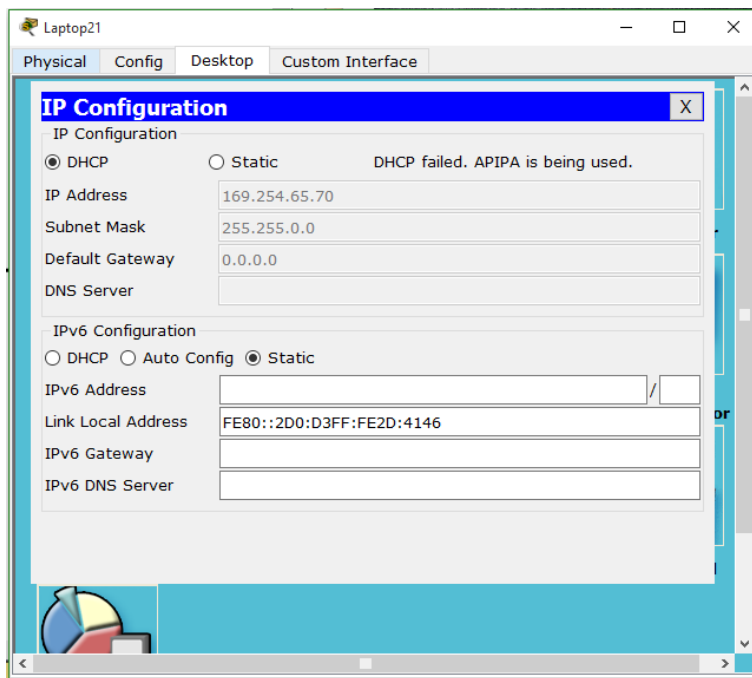 Laptop21
Physical Config Desktop Custom Interface
IP Configuration X
IP Configuration
DHCP Static DHCP failed. APIPA is being used.
IP Address 169.254.65.70
Subnet Mask 255.255.0.0
Default Gateway 0.0.0.0
DNS Server
IPv6 Configuration
DHCP Auto Config Static
IPv6 Address /
Link Local Address FE80::2D0:D3FF:FE2D:4146
IPv6 Gateway
IPv6 DNS Server
or